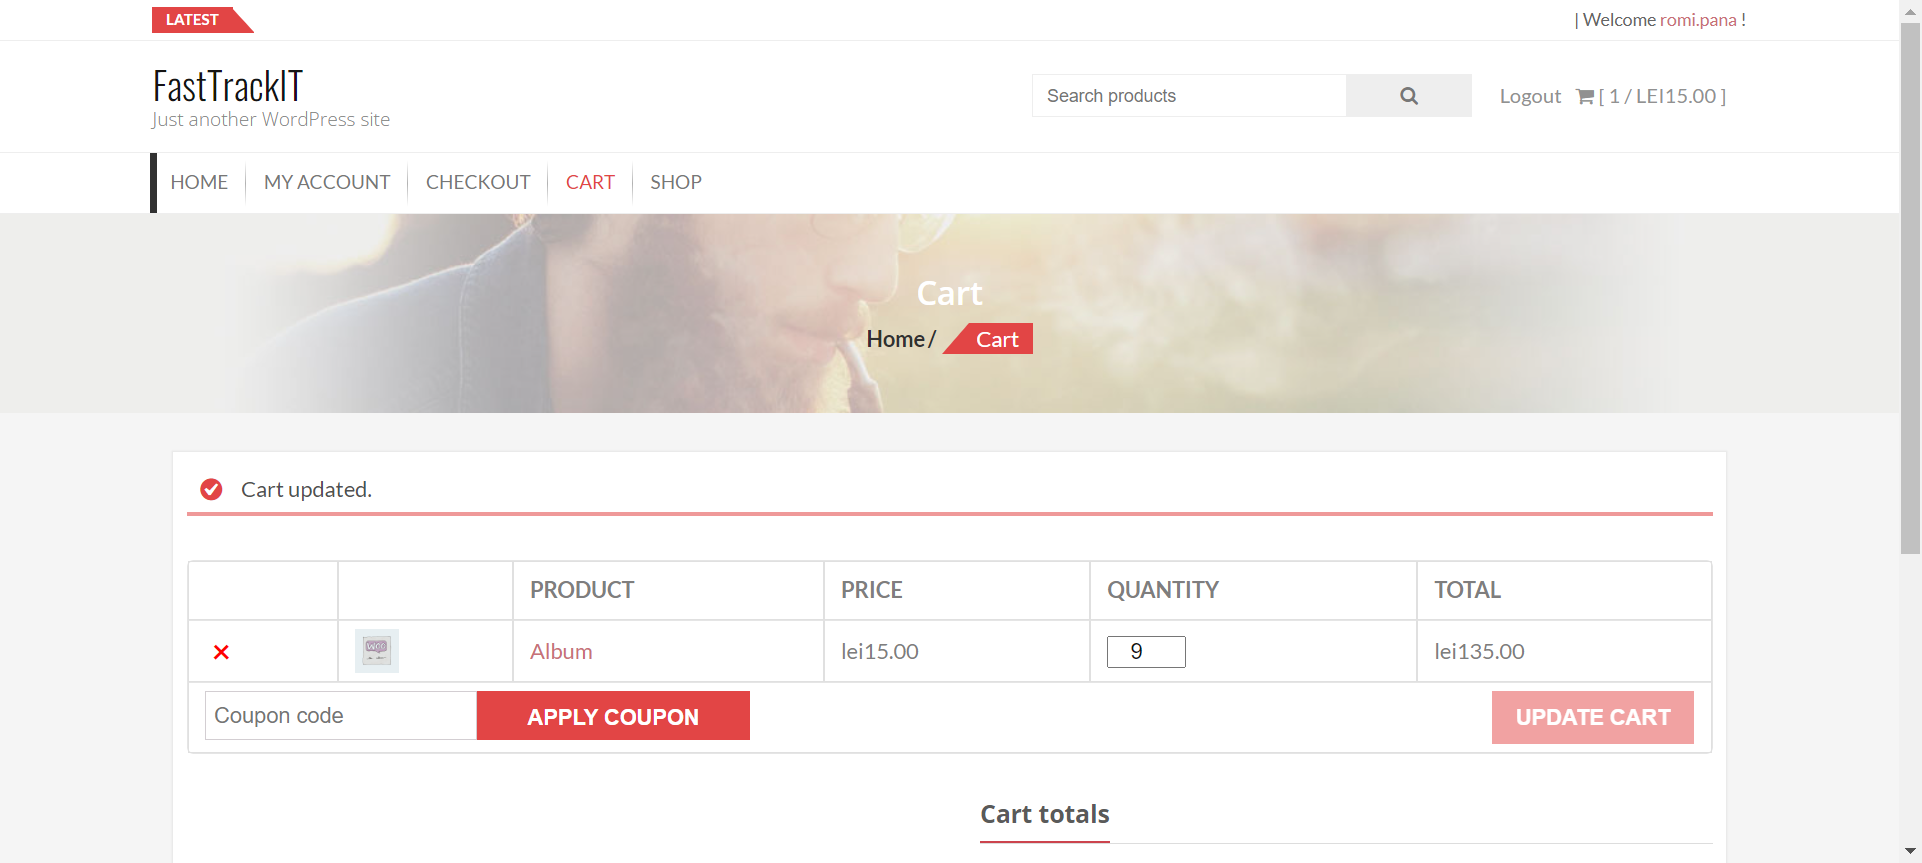 LATEST
| Welcome romi.pana !
FastTrackIT
Just another WordPress site
Search products
Logout [ 1 / LEI15.00 ]
HOME
MY ACCOUNT
CHECKOUT
CART
SHOP
Cart
Home / Cart
Cart updated.
PRODUCT PRICE QUANTITY TOTAL
Woo
Album lei15.00 9 lei135.00
Coupon code APPLY COUPON UPDATE CART
Cart totals